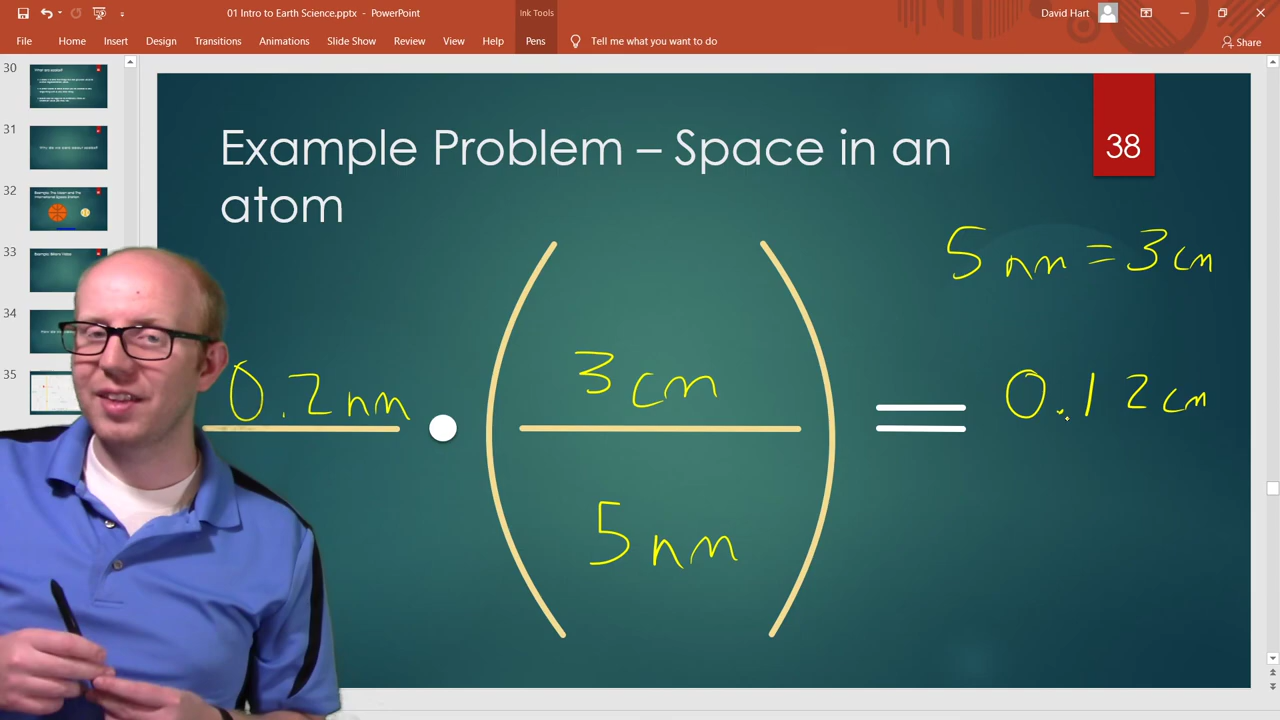 01 Intro to Earth Science.pptx - PowerPoint
Ink Tools
David Hart
File Home Insert Design Transitions Animations Slide Show Review View Help Pens Tell me what you want to do
Share
30
31
32
33
34
35
Example Problem – Space in an
atom
38
5 nm = 3 cm
0.2 nm
3 cm
5 nm
=
0.12 cm